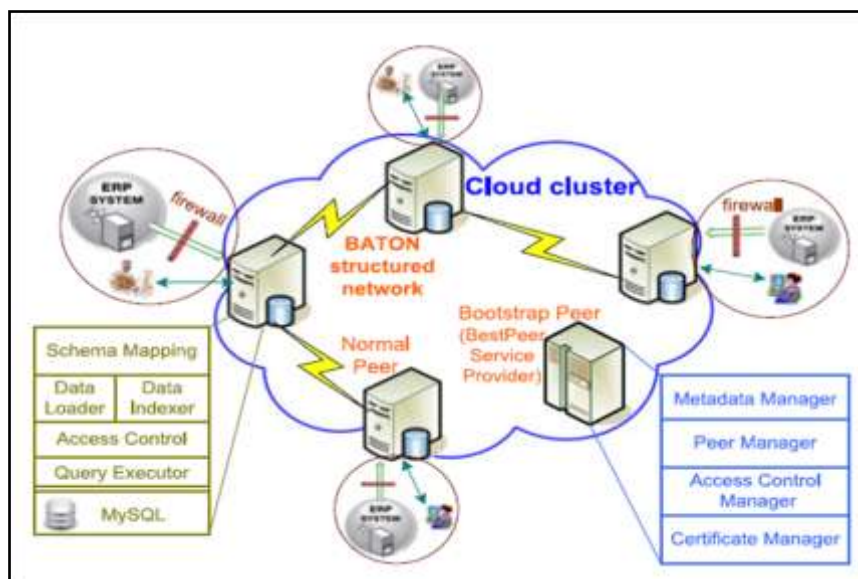 ERP
SYSTEM
Cloud cluster
ERP
SYSTEM
firewall
firewall
ERP
SYSTEM
BATON
structured
network
Bootstrap Peer
(BestPeer
Service
Provider)
Normal
Peer
Schema Mapping
Data
Loader
Data
Indexer
Access Control
Query Executor
MySQL
Metadata Manager
Peer Manager
Access Control
Manager
Certificate Manager
ERP
SYSTEM